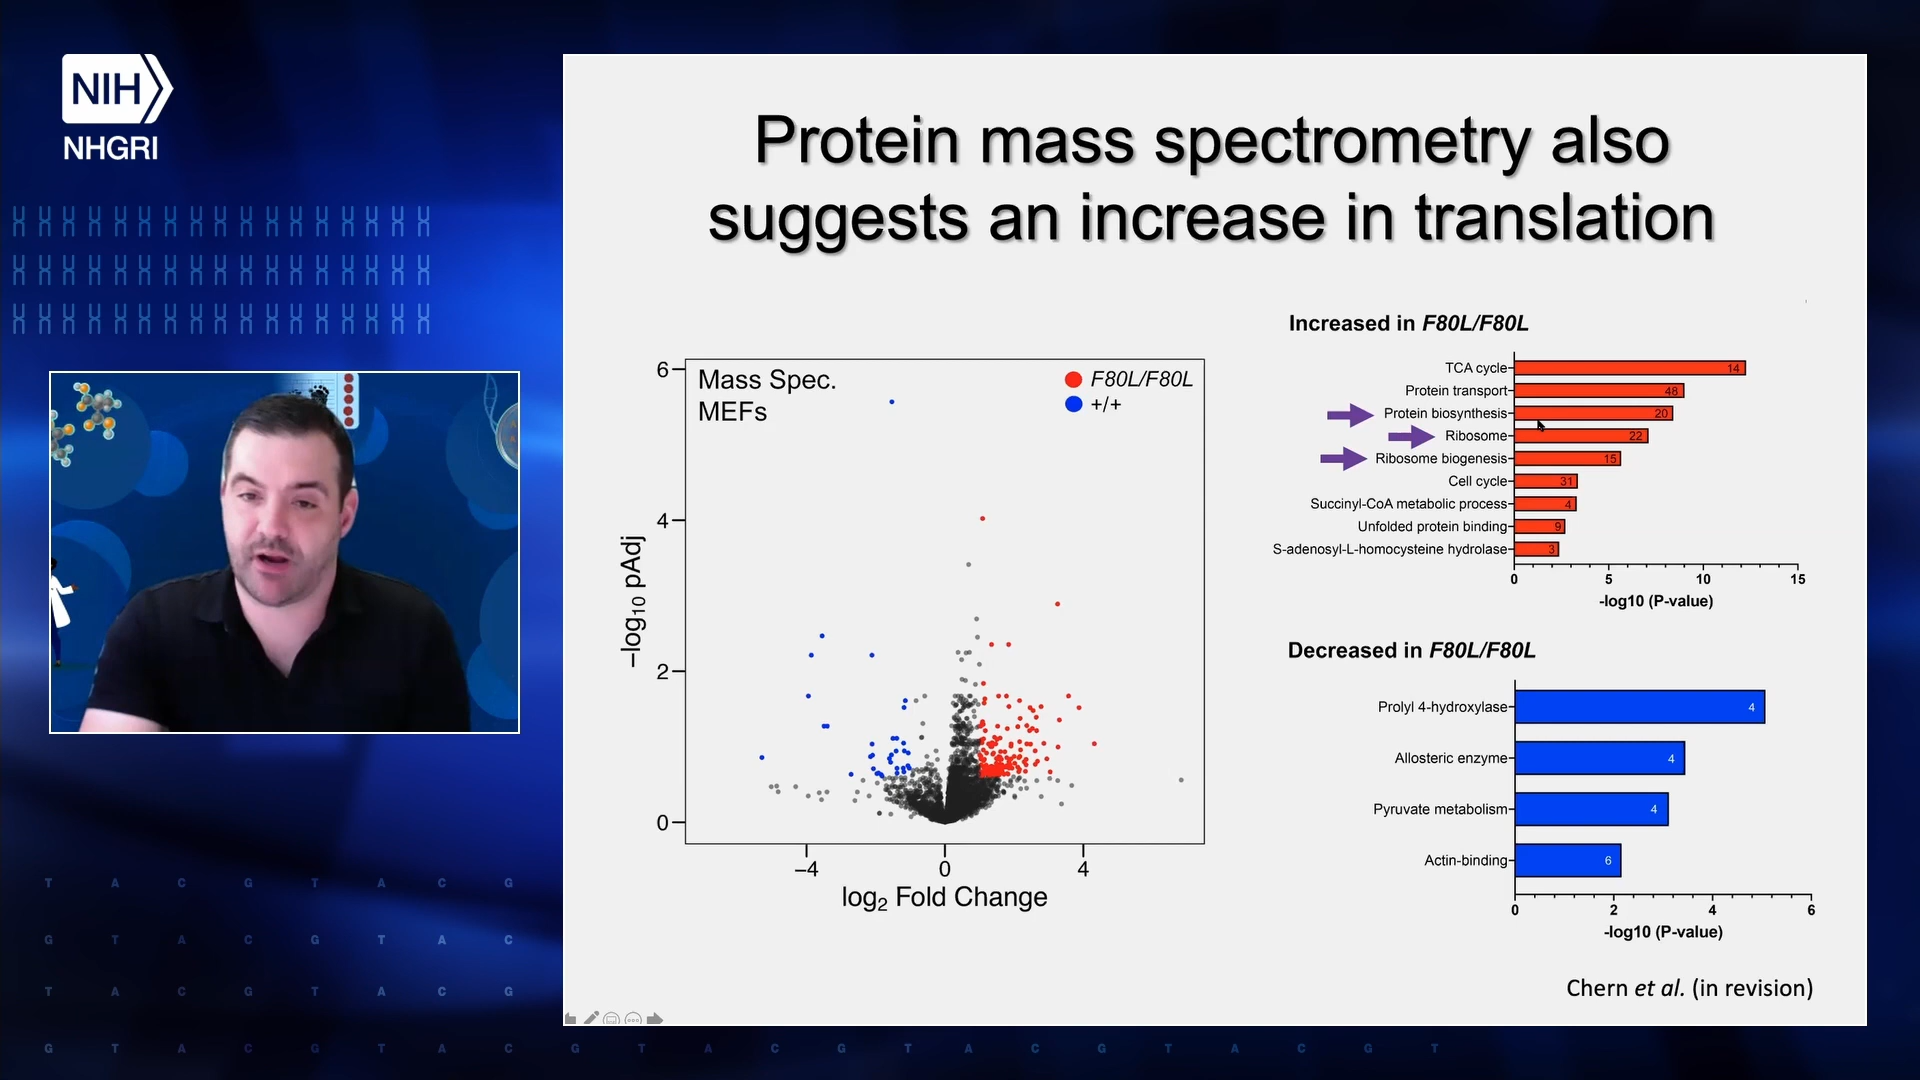 NIH
NHGRI
Protein mass spectrometry also
suggests an increase in translation
Mass Spec.
MEFs
F80L/F80L
+/+
6
4
2
0
−log10 pAdj
−4
0
4
log2 Fold Change
Increased in F80L/F80L
TCA cycle 14
Protein transport 48
Protein biosynthesis 20
Ribosome 22
Ribosome biogenesis 15
Cell cycle 31
Succinyl-CoA metabolic process 4
Unfolded protein binding 9
S-adenosyl-L-homocysteine hydrolase 3
0 5 10 15
-log10 (P-value)
Decreased in F80L/F80L
Prolyl 4-hydroxylase 4
Allosteric enzyme 4
Pyruvate metabolism 4
Actin-binding 6
0 2 4 6
-log10 (P-value)
Chern et al. (in revision)
T A C G T A C G
G T A C G T A C
T A C G T A C G
G T A C G T A C G T A C G T A C G T A C G T